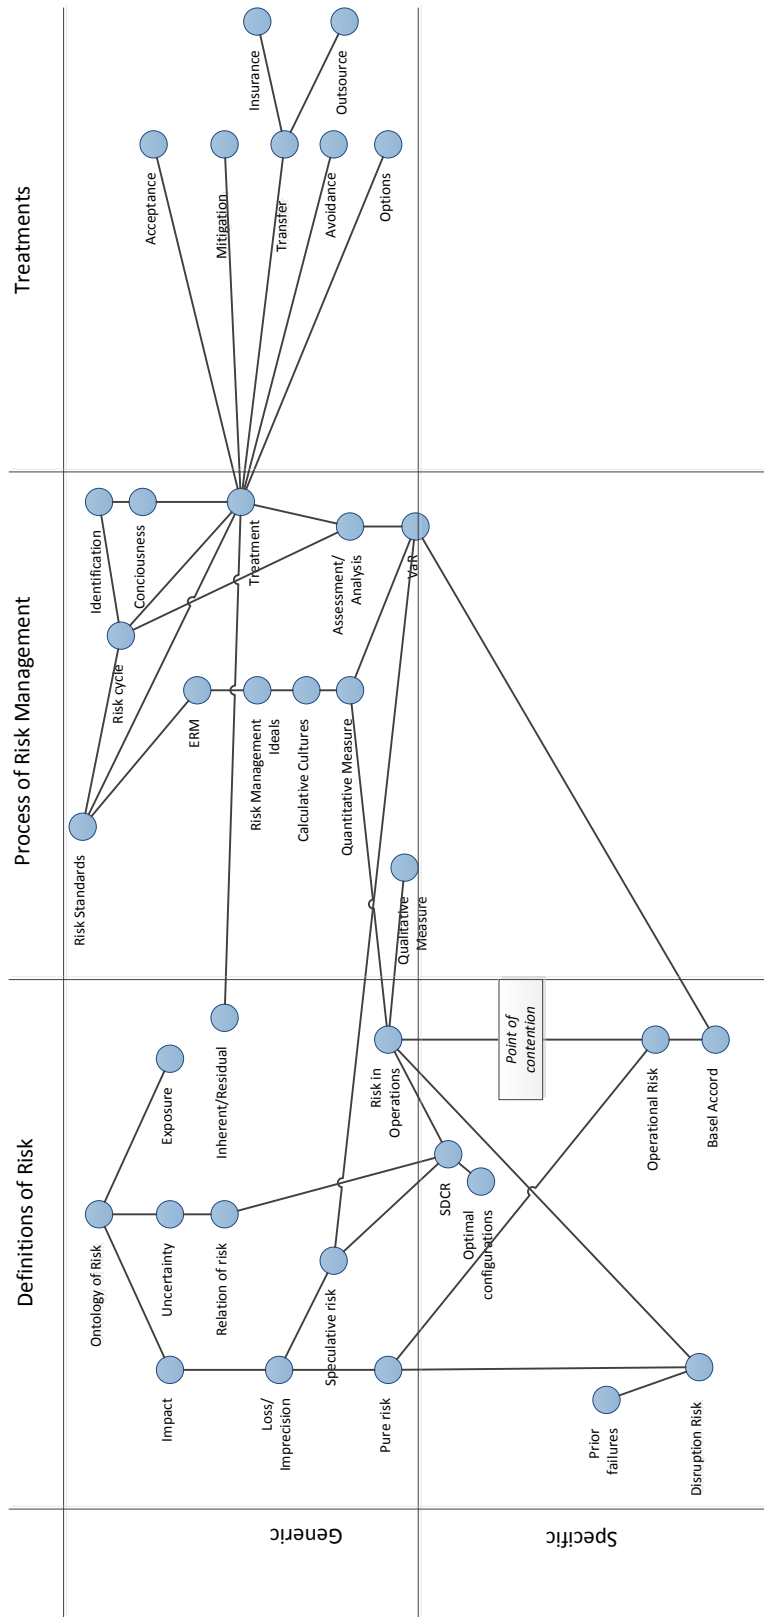 Definitions of Risk
Process of Risk Management
Treatments
Generic
Specific
Ontology of Risk
Exposure
Impact
Uncertainty
Relation of risk
Inherent/Residual
Loss/
Imprecision
Speculative risk
Pure risk
Risk in
Operations
SDCR
Optimal
configurations
Point of
contention
Prior
failures
Disruption Risk
Operational Risk
Basel Accord
Risk Standards
Risk cycle
Identification
Conciousness
Treatment
ERM
Risk Management
Ideals
Calculative Cultures
Quantitative Measure
Qualitative
Measure
Assessment/
Analysis
VaR
Acceptance
Mitigation
Transfer
Avoidance
Options
Insurance
Outsource